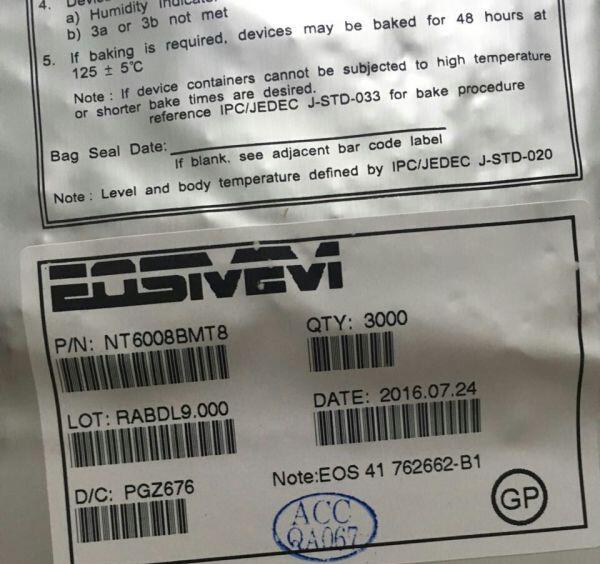 4.
a) Humidity
b) 3a or 3b not met
5. If baking is required, devices may be baked for 48 hours at
125 ± 5℃
Note : If device containers cannot be subjected to high temperature
or shorter bake times are desired.
reference IPC/JEDEC J-STD-033 for bake procedure
Bag Seal Date:
If blank, see adjacent bar code label
Note : Level and body temperature defined by IPC/JEDEC J-STD-020
P/N: NT6008BMT8
QTY: 3000
LOT: RABDL9.000
DATE: 2016.07.24
D/C: PGZ676
Note:EOS 41 762662-B1
GP
ACC
QA067